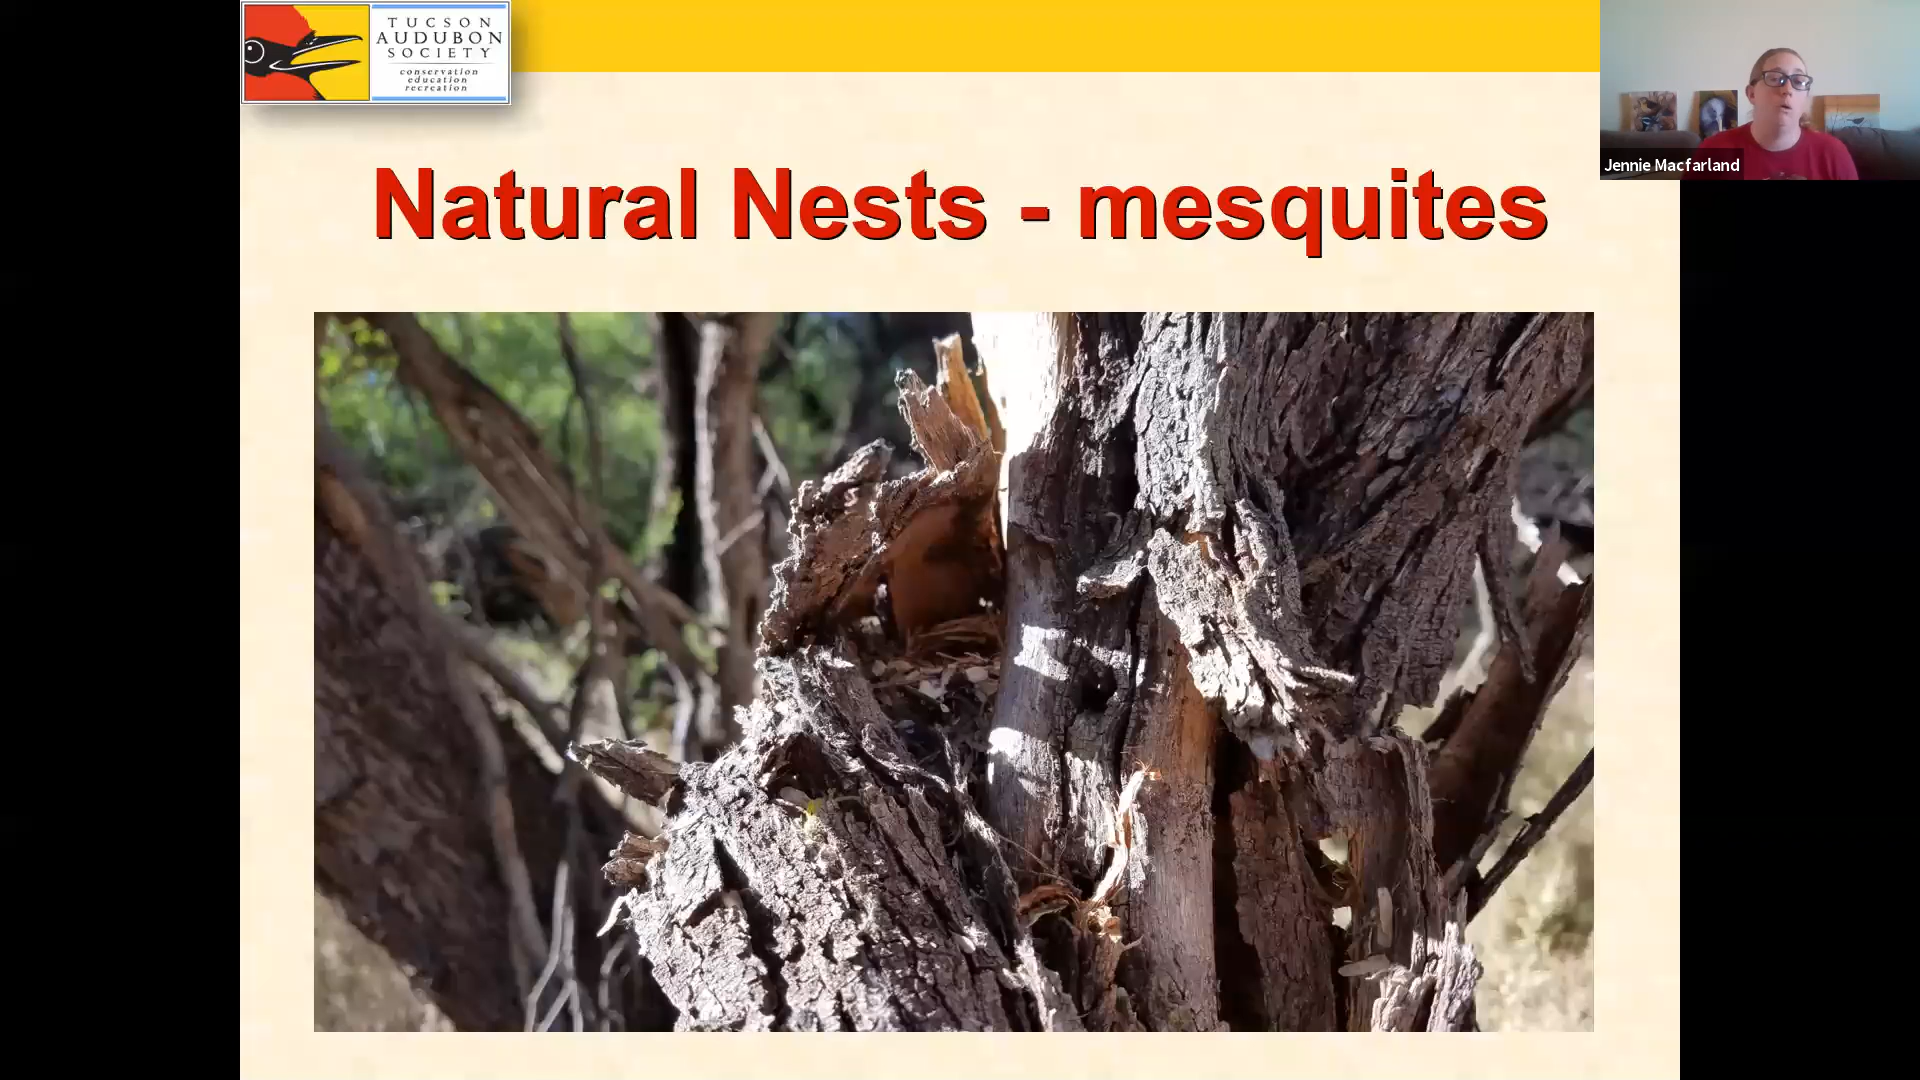 TUCSON
AUDUBON
SOCIETY
conservation
education
recreation
Jennie Macfarland
Natural Nests - mesquites